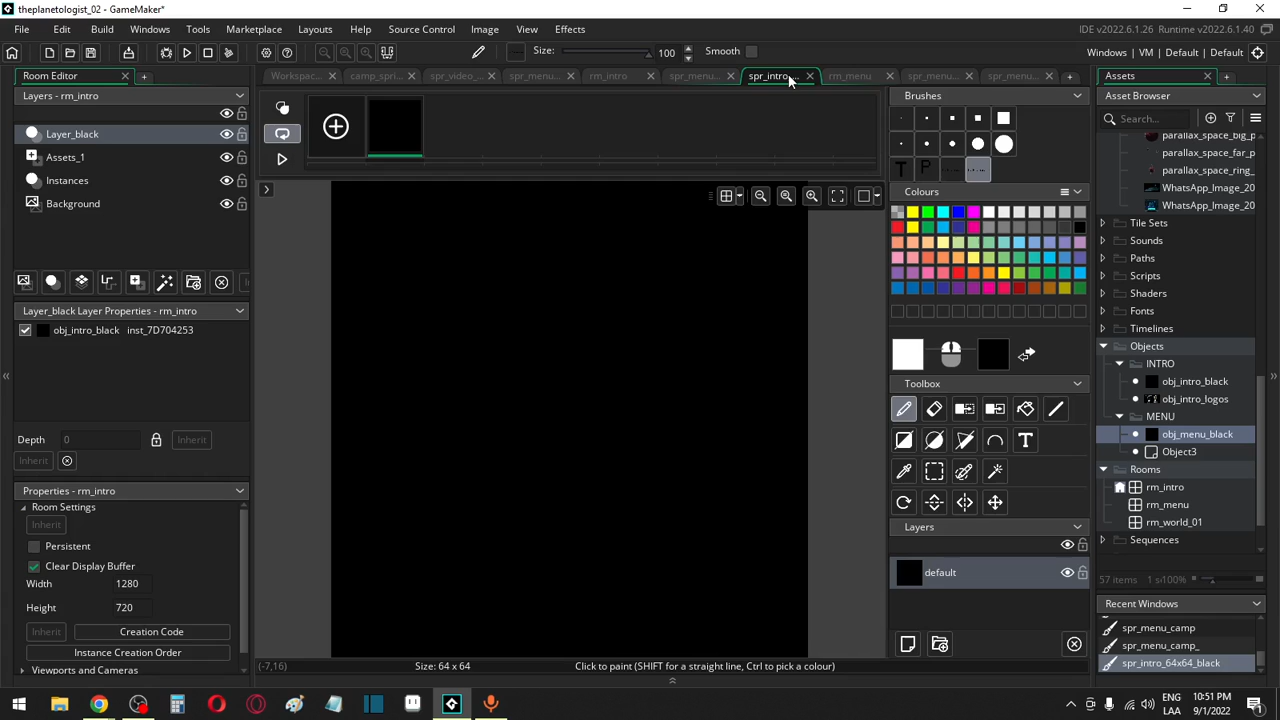 theplanetologist_02 - GameMaker*
File Edit Build Windows Tools Marketplace Layouts Help Source Control Image View Effects
IDE v2022.6.1.26 Runtime v2022.6.1.40
Size: 100 Smooth
Windows | VM | Default | Default
Room Editor
Workspac... camp_spri... spr_video_... spr_menu... rm_intro spr_menu... spr_intro_... rm_menu spr_menu... spr_menu...
Assets
Layers - rm_intro
Layer_black
Assets_1
Instances
Background
Layer_black Layer Properties - rm_intro
obj_intro_black inst_7D704253
Depth 0 Inherit
Inherit
Properties - rm_intro
Room Settings
Inherit
Persistent
Clear Display Buffer
Width 1280
Height 720
Inherit Creation Code
Instance Creation Order
Viewports and Cameras
(-7,16) Size: 64 x 64 Click to paint (SHIFT for a straight line, Ctrl to pick a colour)
Brushes
T P
Colours
Toolbox
T
Layers
default
Asset Browser
Search...
parallax_space_big_p
parallax_space_far_p
parallax_space_ring_
WhatsApp_Image_20
WhatsApp_Image_20
Tile Sets
Sounds
Paths
Scripts
Shaders
Fonts
Timelines
Objects
INTRO
obj_intro_black
obj_intro_logos
MENU
obj_menu_black
Object3
Rooms
rm_intro
rm_menu
rm_world_01
Sequences
57 items 100%
Recent Windows
spr_menu_camp
spr_menu_camp_
spr_intro_64x64_black
ENG
LAA
10:51 PM
9/1/2022